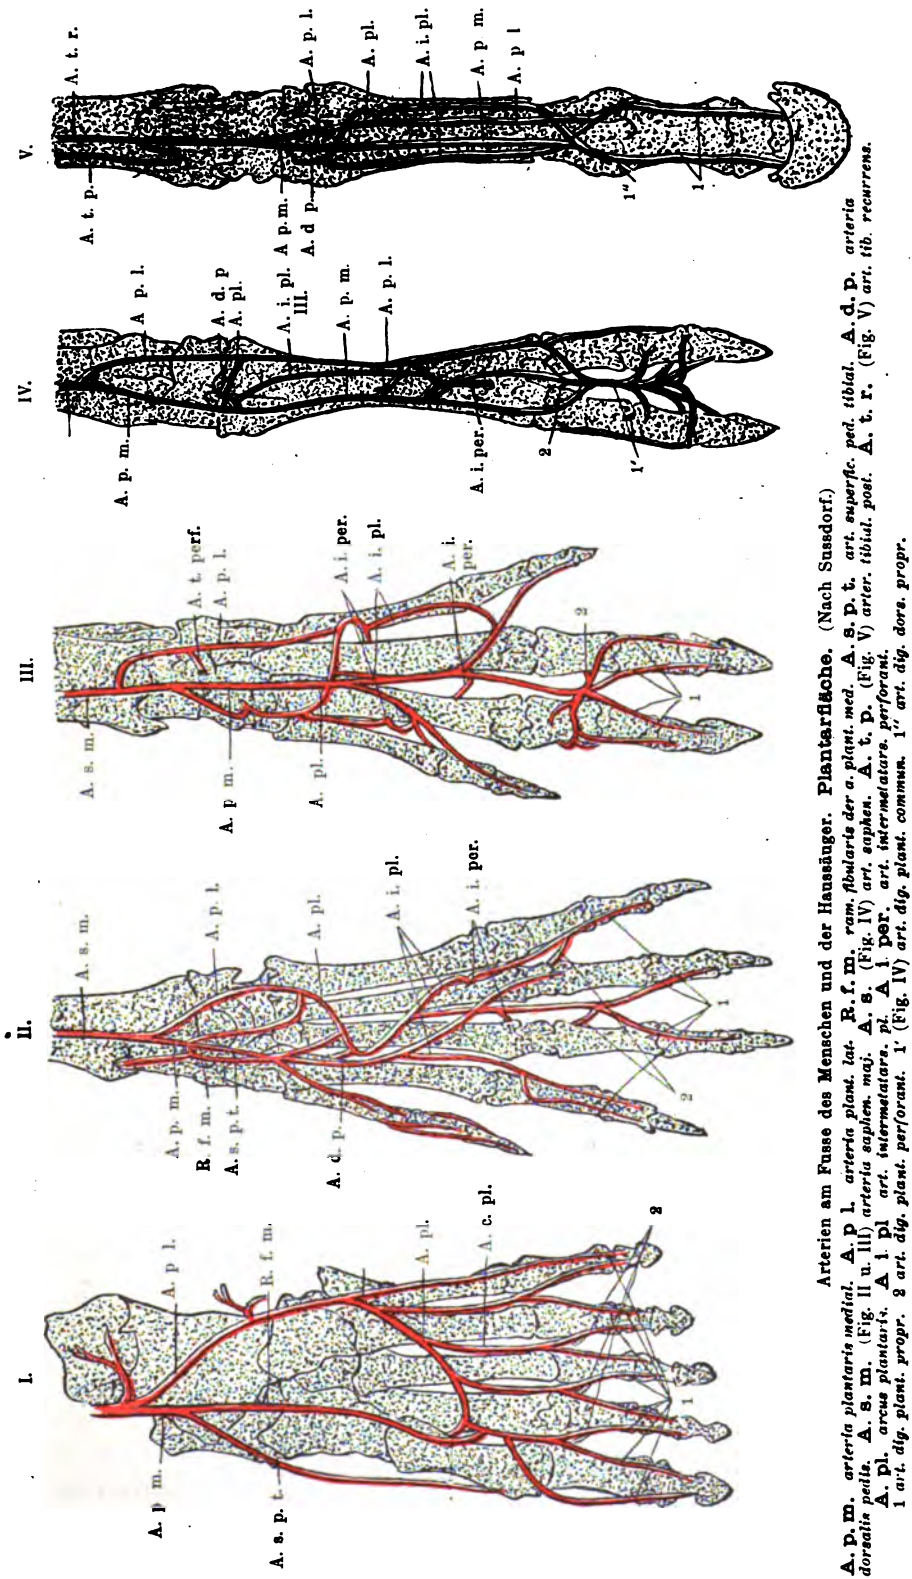 I.
A. p l.
R. f. m.
A. pl.
A. c. pl.
2
1
A. p m.
A. s. p. t.
II.
A. s. m.
A. p l.
A. pl.
A. i. pl.
A. i. per.
1
2
A. p. m.
R. f. m.
A. s. p. t.
A. d. p.
III.
A. t. perf.
A. p. l.
A. i. per.
A. i. pl.
A. i. per.
2
1
A. s. m.
A. p m.
A. pl.
IV.
A p. l.
A. d. p
A. pl.
A. i. pl.
III.
A. p. m.
A. p. l.
A. p. m.
A. i. per.
2
1'
V.
A. t. r.
A. p. l.
A. pl.
A. i. pl.
A. p m.
A. p l
A. t. p.
A p. m.
A. d p.
1''
1
Arterien am Fusse des Menschen und der Haussäuger. Plantarfläche. (Nach Sussdorf.)
A. p. m. arteria plantaris medial. A. p l. arteria plant. lat. R. f. m. ram. fibularis der a. plant. med. A. s. p. t. art. superfic. ped. tibial. A. d. p. arteria
dorsalis pedis. A. s. m. (Fig. II u. III) arteria saphen. maj. A. s. (Fig. IV) art. saphen. A. t. p. (Fig. V) arter. tibial. post. A. t. r. (Fig. V) art. tib. recurrens.
A. pl. arcus plantaris. A i. pl art. intermetatars. pl. A i per. art. intermetatars. perforant.
1 art. dig. plant. propr. 2 art. dig. plant. perforant. 1' (Fig. IV) art. dig. plant. commun. 1'' art. dig. dors. propr.